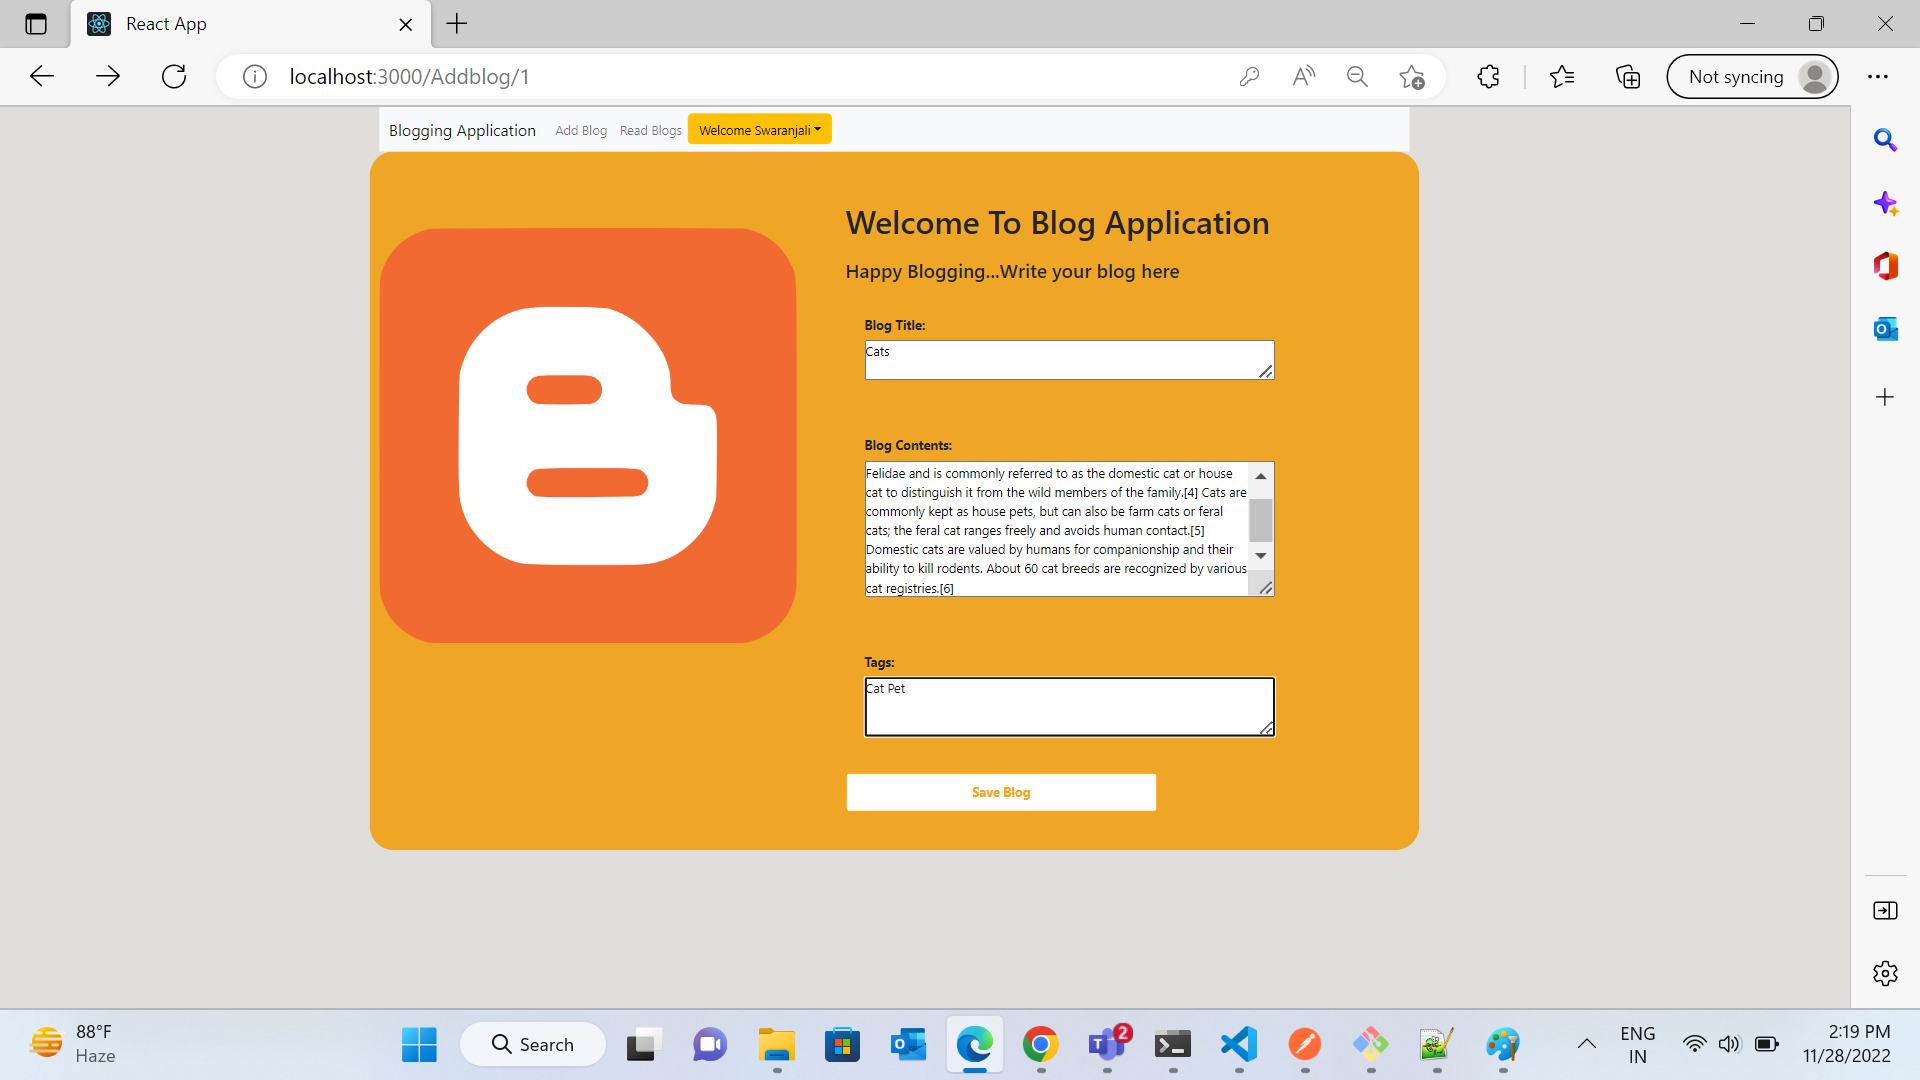 React App
localhost:3000/Addblog/1
Not syncing
Blogging Application Add Blog Read Blogs Welcome Swaranjali
Welcome To Blog Application
Happy Blogging...Write your blog here
Blog Title:
Cats
Blog Contents:
Felidae and is commonly referred to as the domestic cat or house
cat to distinguish it from the wild members of the family.[4] Cats are
commonly kept as house pets, but can also be farm cats or feral
cats; the feral cat ranges freely and avoids human contact.[5]
Domestic cats are valued by humans for companionship and their
ability to kill rodents. About 60 cat breeds are recognized by various
cat registries.[6]
Tags:
Cat Pet
Save Blog
88°F
Haze
Search
2
ENG
IN
2:19 PM
11/28/2022